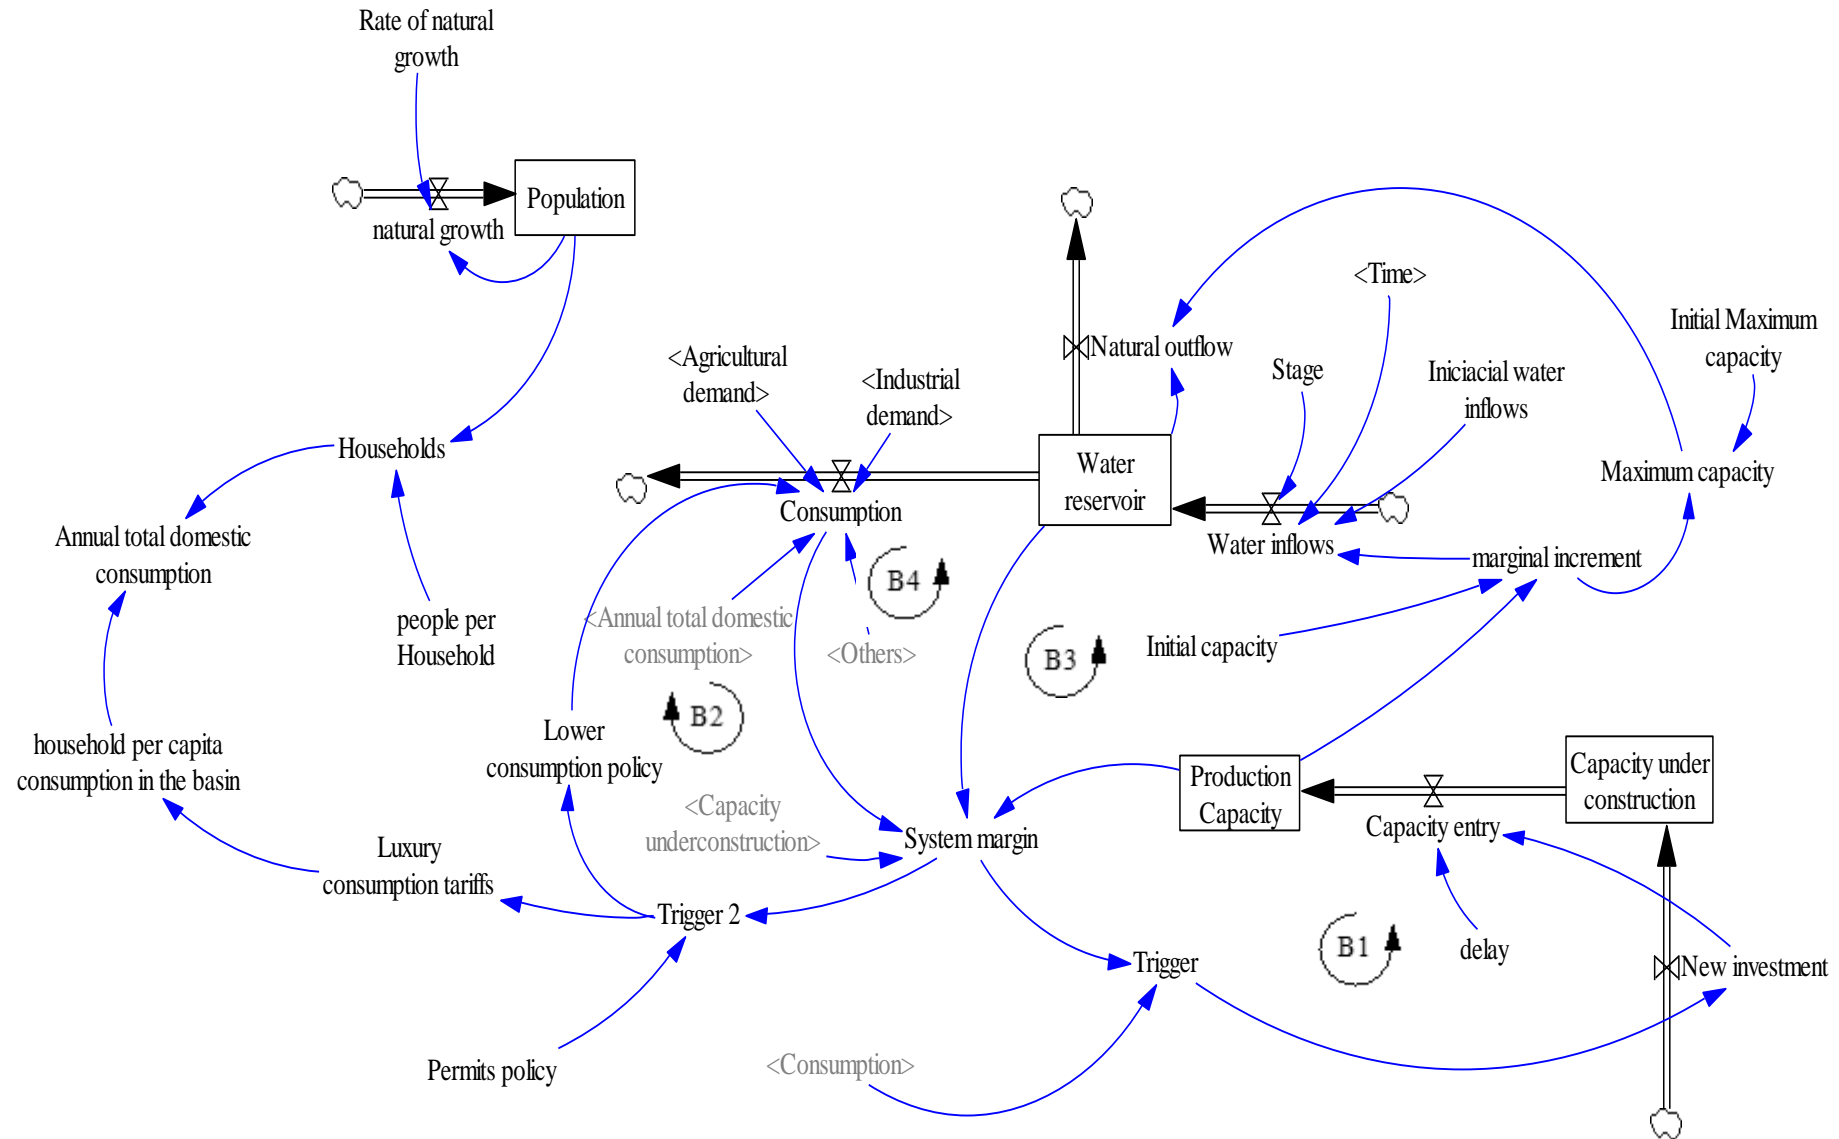 Rate of natural
growth
Population
natural growth
<Time>
Initial Maximum
capacity
Natural outflow
<Agricultural
demand>
<Industrial
demand>
Stage
Iniciacial water
inflows
Households
Water
reservoir
Maximum capacity
Consumption
Annual total domestic
consumption
Water inflows
marginal increment
B4
people per
Household
<Annual total domestic
consumption>
<Others>
B3
Initial capacity
B2
Lower
consumption policy
household per capita
consumption in the basin
Production
Capacity
Capacity under
construction
<Capacity
underconstruction>
System margin
Capacity entry
Luxury
consumption tariffs
Trigger 2
B1
delay
Trigger
New investment
Permits policy
<Consumption>